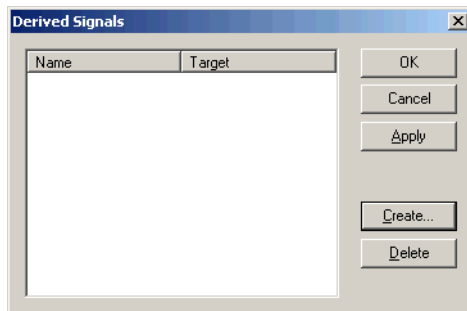 Derived Signals
Name Target
OK
Cancel
Apply
Create...
Delete